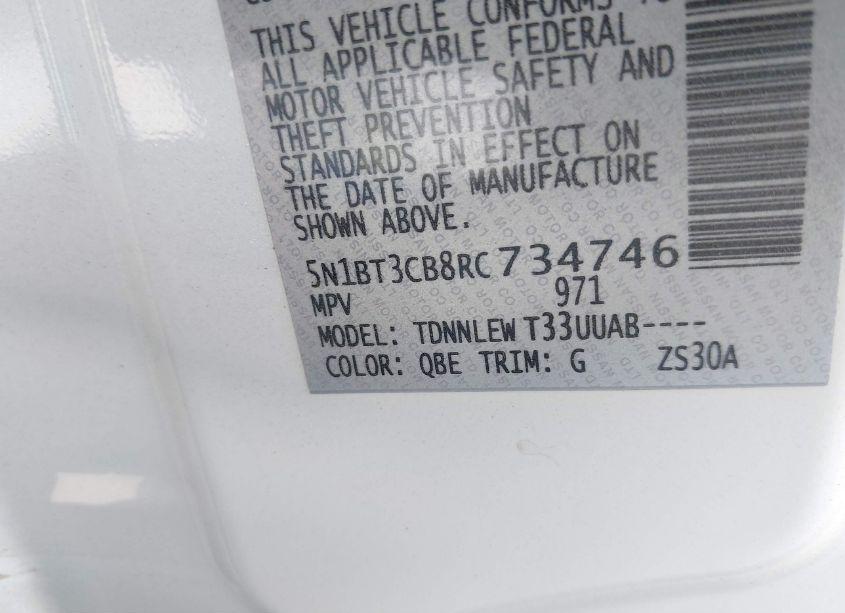 THIS VEHICLE CONFORMS TO
ALL APPLICABLE FEDERAL
MOTOR VEHICLE SAFETY AND
THEFT PREVENTION
STANDARDS IN EFFECT ON
THE DATE OF MANUFACTURE
SHOWN ABOVE.
5N1BT3CB8RC734746
MPV 971
MODEL: TDNNLEW T33UUAB----
COLOR: QBE TRIM: G ZS30A